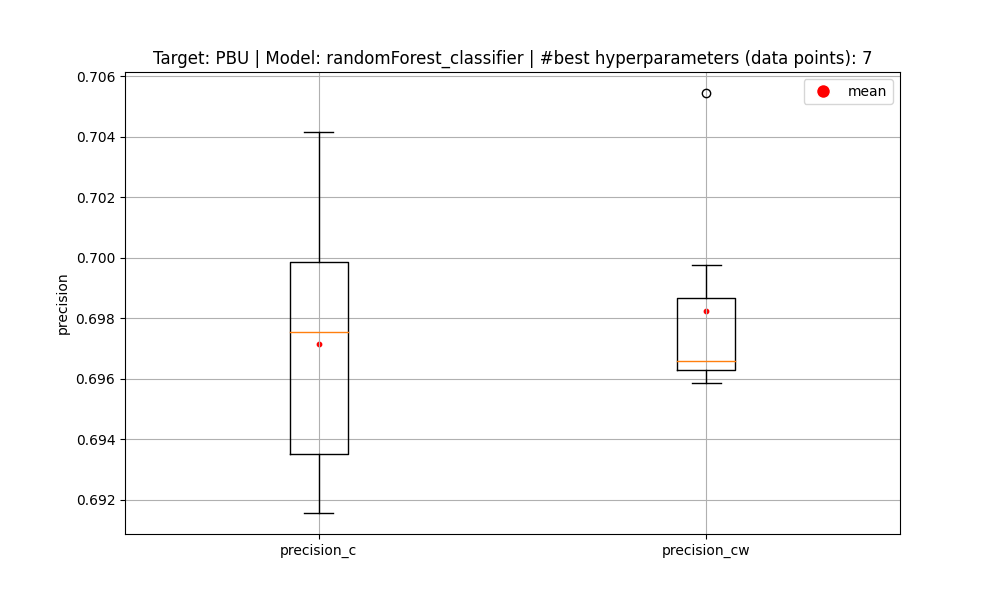 Target: PBU | Model: randomForest_classifier | #best hyperparameters (data points): 7
mean
0.706
0.704
0.702
0.700
0.698
0.696
0.694
0.692
precision
precision_c
precision_cw